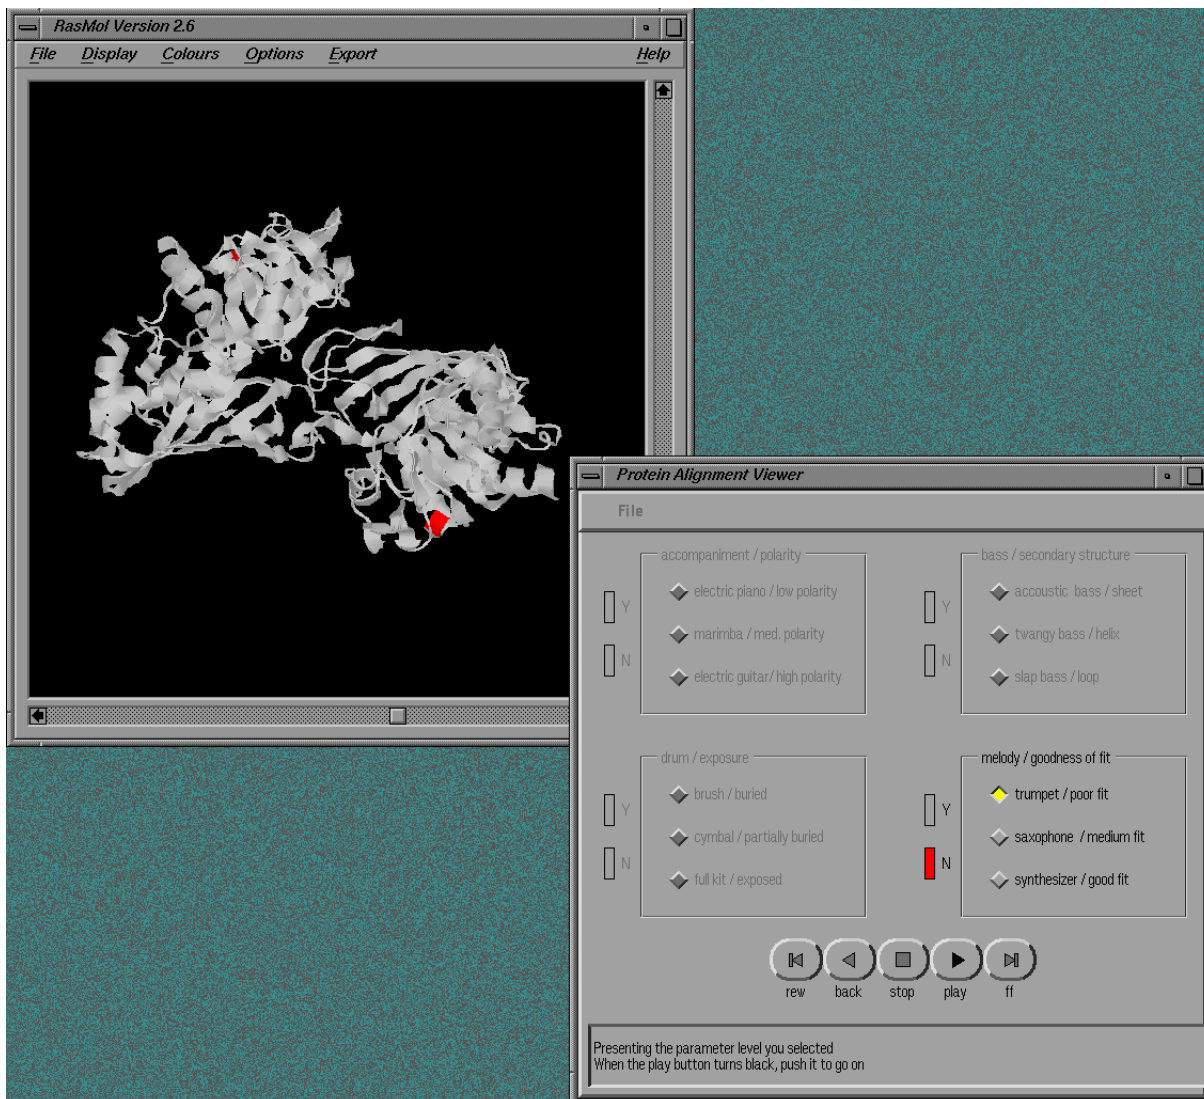 RasMol Version 2.6
File Display Colours Options Export Help
Protein Alignment Viewer
File
accompaniment / polarity
Y
N
electric piano / low polarity
marimba / med. polarity
electric guitar / high polarity
bass / secondary structure
Y
N
accoustic bass / sheet
twangy bass / helix
slap bass / loop
drum / exposure
Y
N
brush / buried
cymbal / partially buried
full kit / exposed
melody / goodness of fit
Y
N
trumpet / poor fit
saxophone / medium fit
synthesizer / good fit
rew back stop play ff
Presenting the parameter level you selected
When the play button turns black, push it to go on